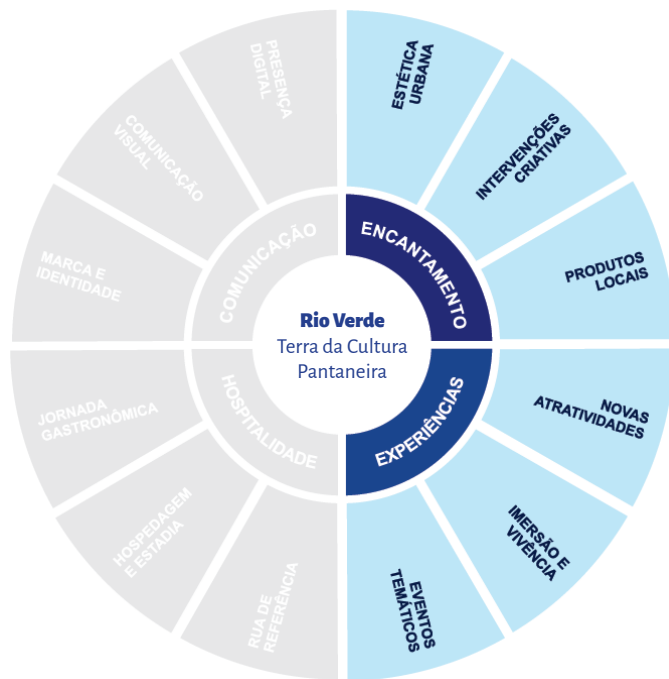 PRESENÇA
DIGITAL
ESTÉTICA
URBANA
COMUNICAÇÃO
VISUAL
INTERVENÇÕES
CRIATIVAS
MARCA E
IDENTIDADE
PRODUTOS
LOCAIS
COMUNICAÇÃO
ENCANTAMENTO
Rio Verde
Terra da Cultura
Pantaneira
HOSPITALIDADE
EXPERIÊNCIAS
JORNADA
GASTRONÔMICA
NOVAS
ATRATIVIDADES
HOSPEDAGEM
E ESTADIA
IMERSÃO E
VIVÊNCIA
RUA DE
REFERÊNCIA
EVENTOS
TEMÁTICOS